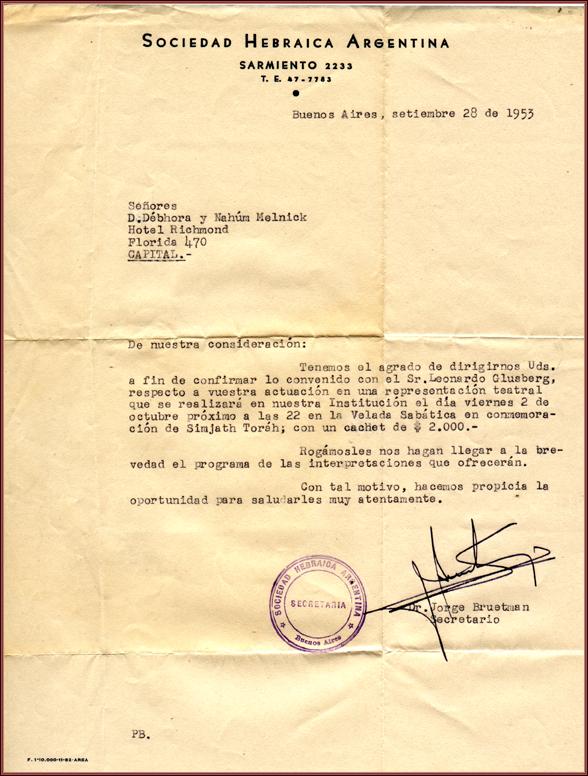 SOCIEDAD HEBRAICA ARGENTINA
SARMIENTO 2233
T. E. 47-7783
Buenos Aires, setiembre 28 de 1953
Señores
D.Débhora y Nahúm Melnick
Hotel Richmond
Florida 470
CAPITAL.-
De nuestra consideración:
Tenemos el agrado de dirigirnos Uds.
a fin de confirmar lo convenido con el Sr.Leonardo Glusberg,
respecto a vuestra actuación en una representación teatral
que se realizará en nuestra Institución el día viernes 2 de
octubre próximo a las 22 en la Velada Sabática en conmemora-
ción de Simjath Toráh; con un cachet de $ 2.000.-
Rogámosles nos hagan llegar a la bre-
vedad el programa de las interpretaciones que ofrecerán.
Con tal motivo, hacemos propicia la
oportunidad para saludarles muy atentamente.
SOCIEDAD HEBRAICA ARGENTINA
SECRETARIA
Buenos Aires
Dr. Jorge Bruetman
Secretario
PB.